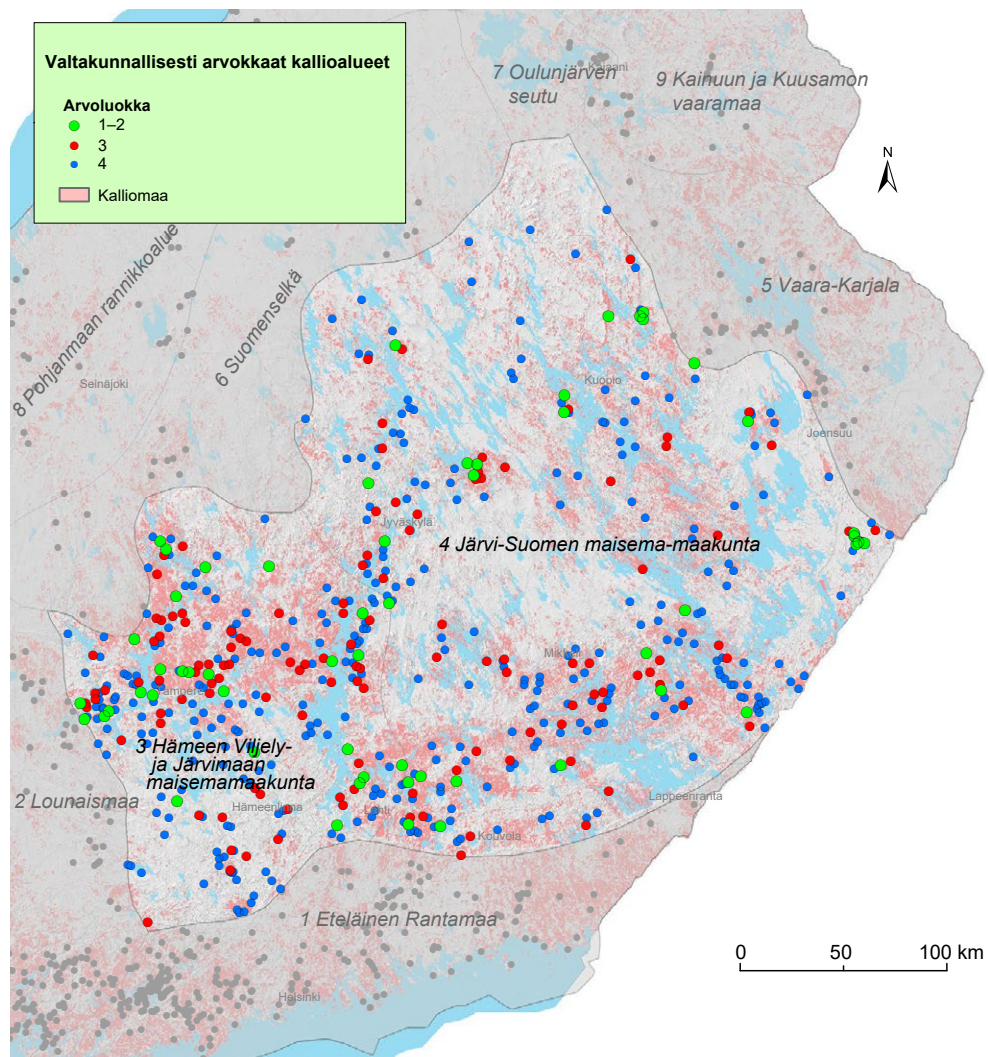 Valtakunnallisesti arvokkaat kallioalueet
Arvoluokka
1–2
3
4
Kalliomaa
7 Oulunjärven
seutu
Kajaani
9 Kainuun ja Kuusamon
vaaramaa
N
8 Pohjanmaan rannikkoalue
6 Suomenselkä
5 Vaara-Karjala
Seinäjoki
Kuopio
Joensuu
Jyväskylä
4 Järvi-Suomen maisema-maakunta
Mikkeli
Tampere
3 Hämeen Viljely-
ja Järvimaan
maisemamaakunta
2 Lounaismaa
Hämeenlinna
Lahti
Lappeenranta
Kouvola
1 Eteläinen Rantamaa
Helsinki
0 50 100 km